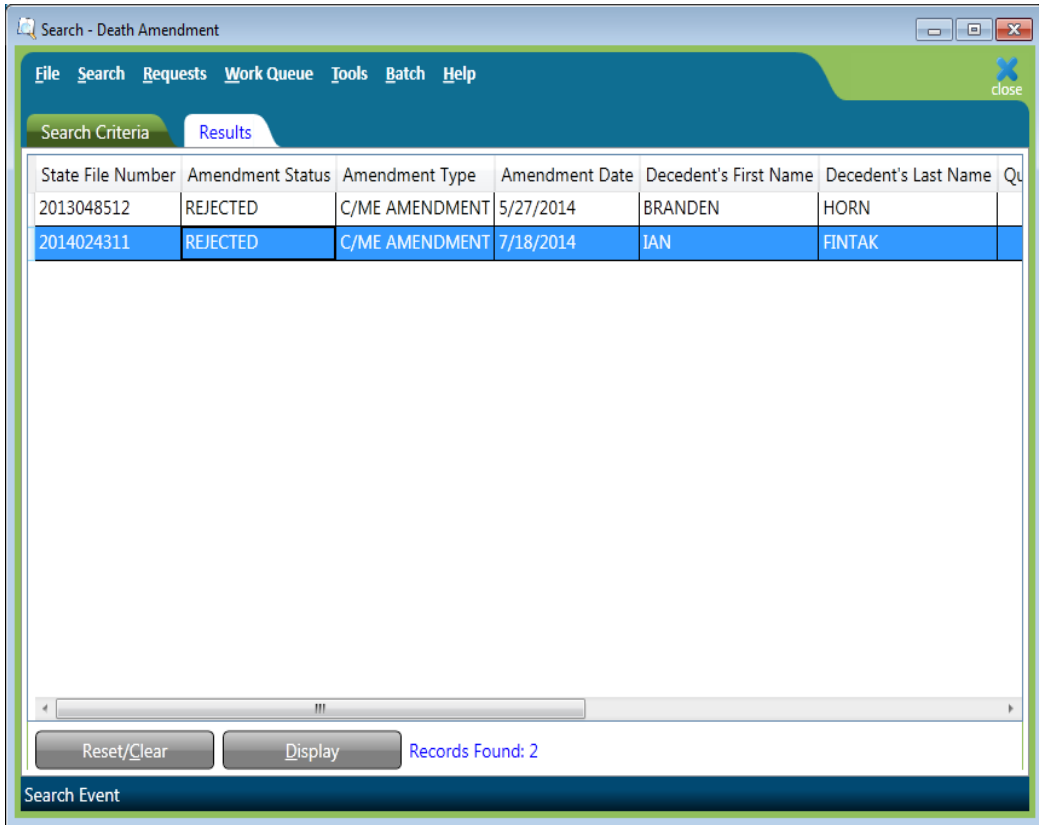 Search - Death Amendment
File Search Requests Work Queue Tools Batch Help
close
Search Criteria Results
State File Number Amendment Status Amendment Type Amendment Date Decedent's First Name Decedent's Last Name Qu
2013048512 REJECTED C/ME AMENDMENT 5/27/2014 BRANDEN HORN
2014024311 REJECTED C/ME AMENDMENT 7/18/2014 IAN FINTAK
Reset/Clear Display Records Found: 2
Search Event